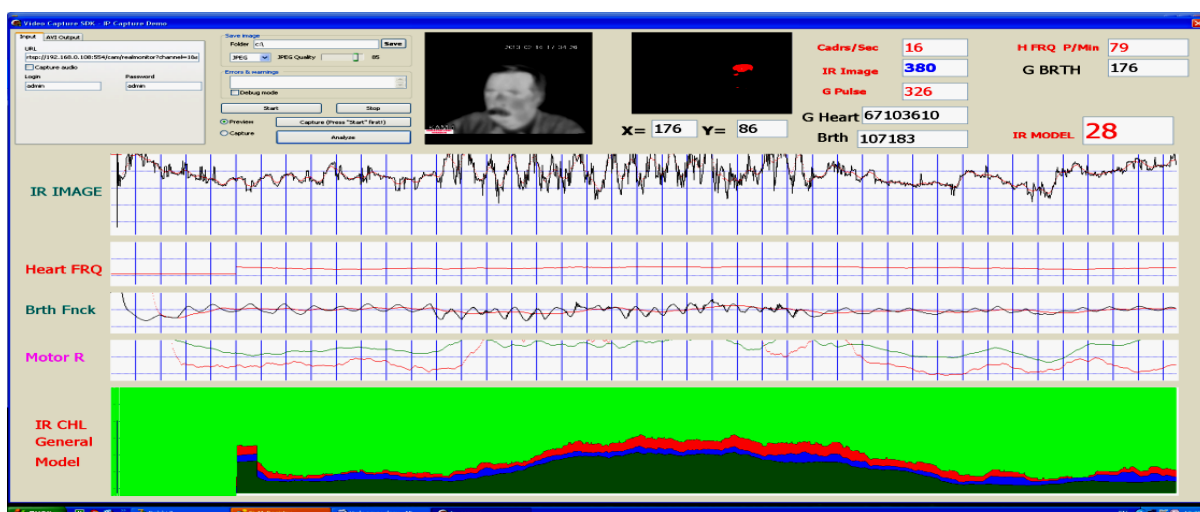 Video Capture SDK - IP Capture Demo
Input AVI Output
URL
rtsp://192.168.0.108:554/cam/realmonitor?channel=1&u
Capture audio
Login Password
admin admin
Save image
Folder c:\ Save
JPEG JPEG Quality 85
Errors & warnings
Debug mode
Start Stop
Preview Capture (Press "Start" first!)
Capture Analyze
X= 176 Y= 86
Cadrs/Sec 16
IR Image 380
G Pulse 326
G Heart 67103610
Brth 107183
H FRQ P/Min 79
G BRTH 176
IR MODEL 28
IR IMAGE
Heart FRQ
Brth Fnck
Motor R
IR CHL
General
Model